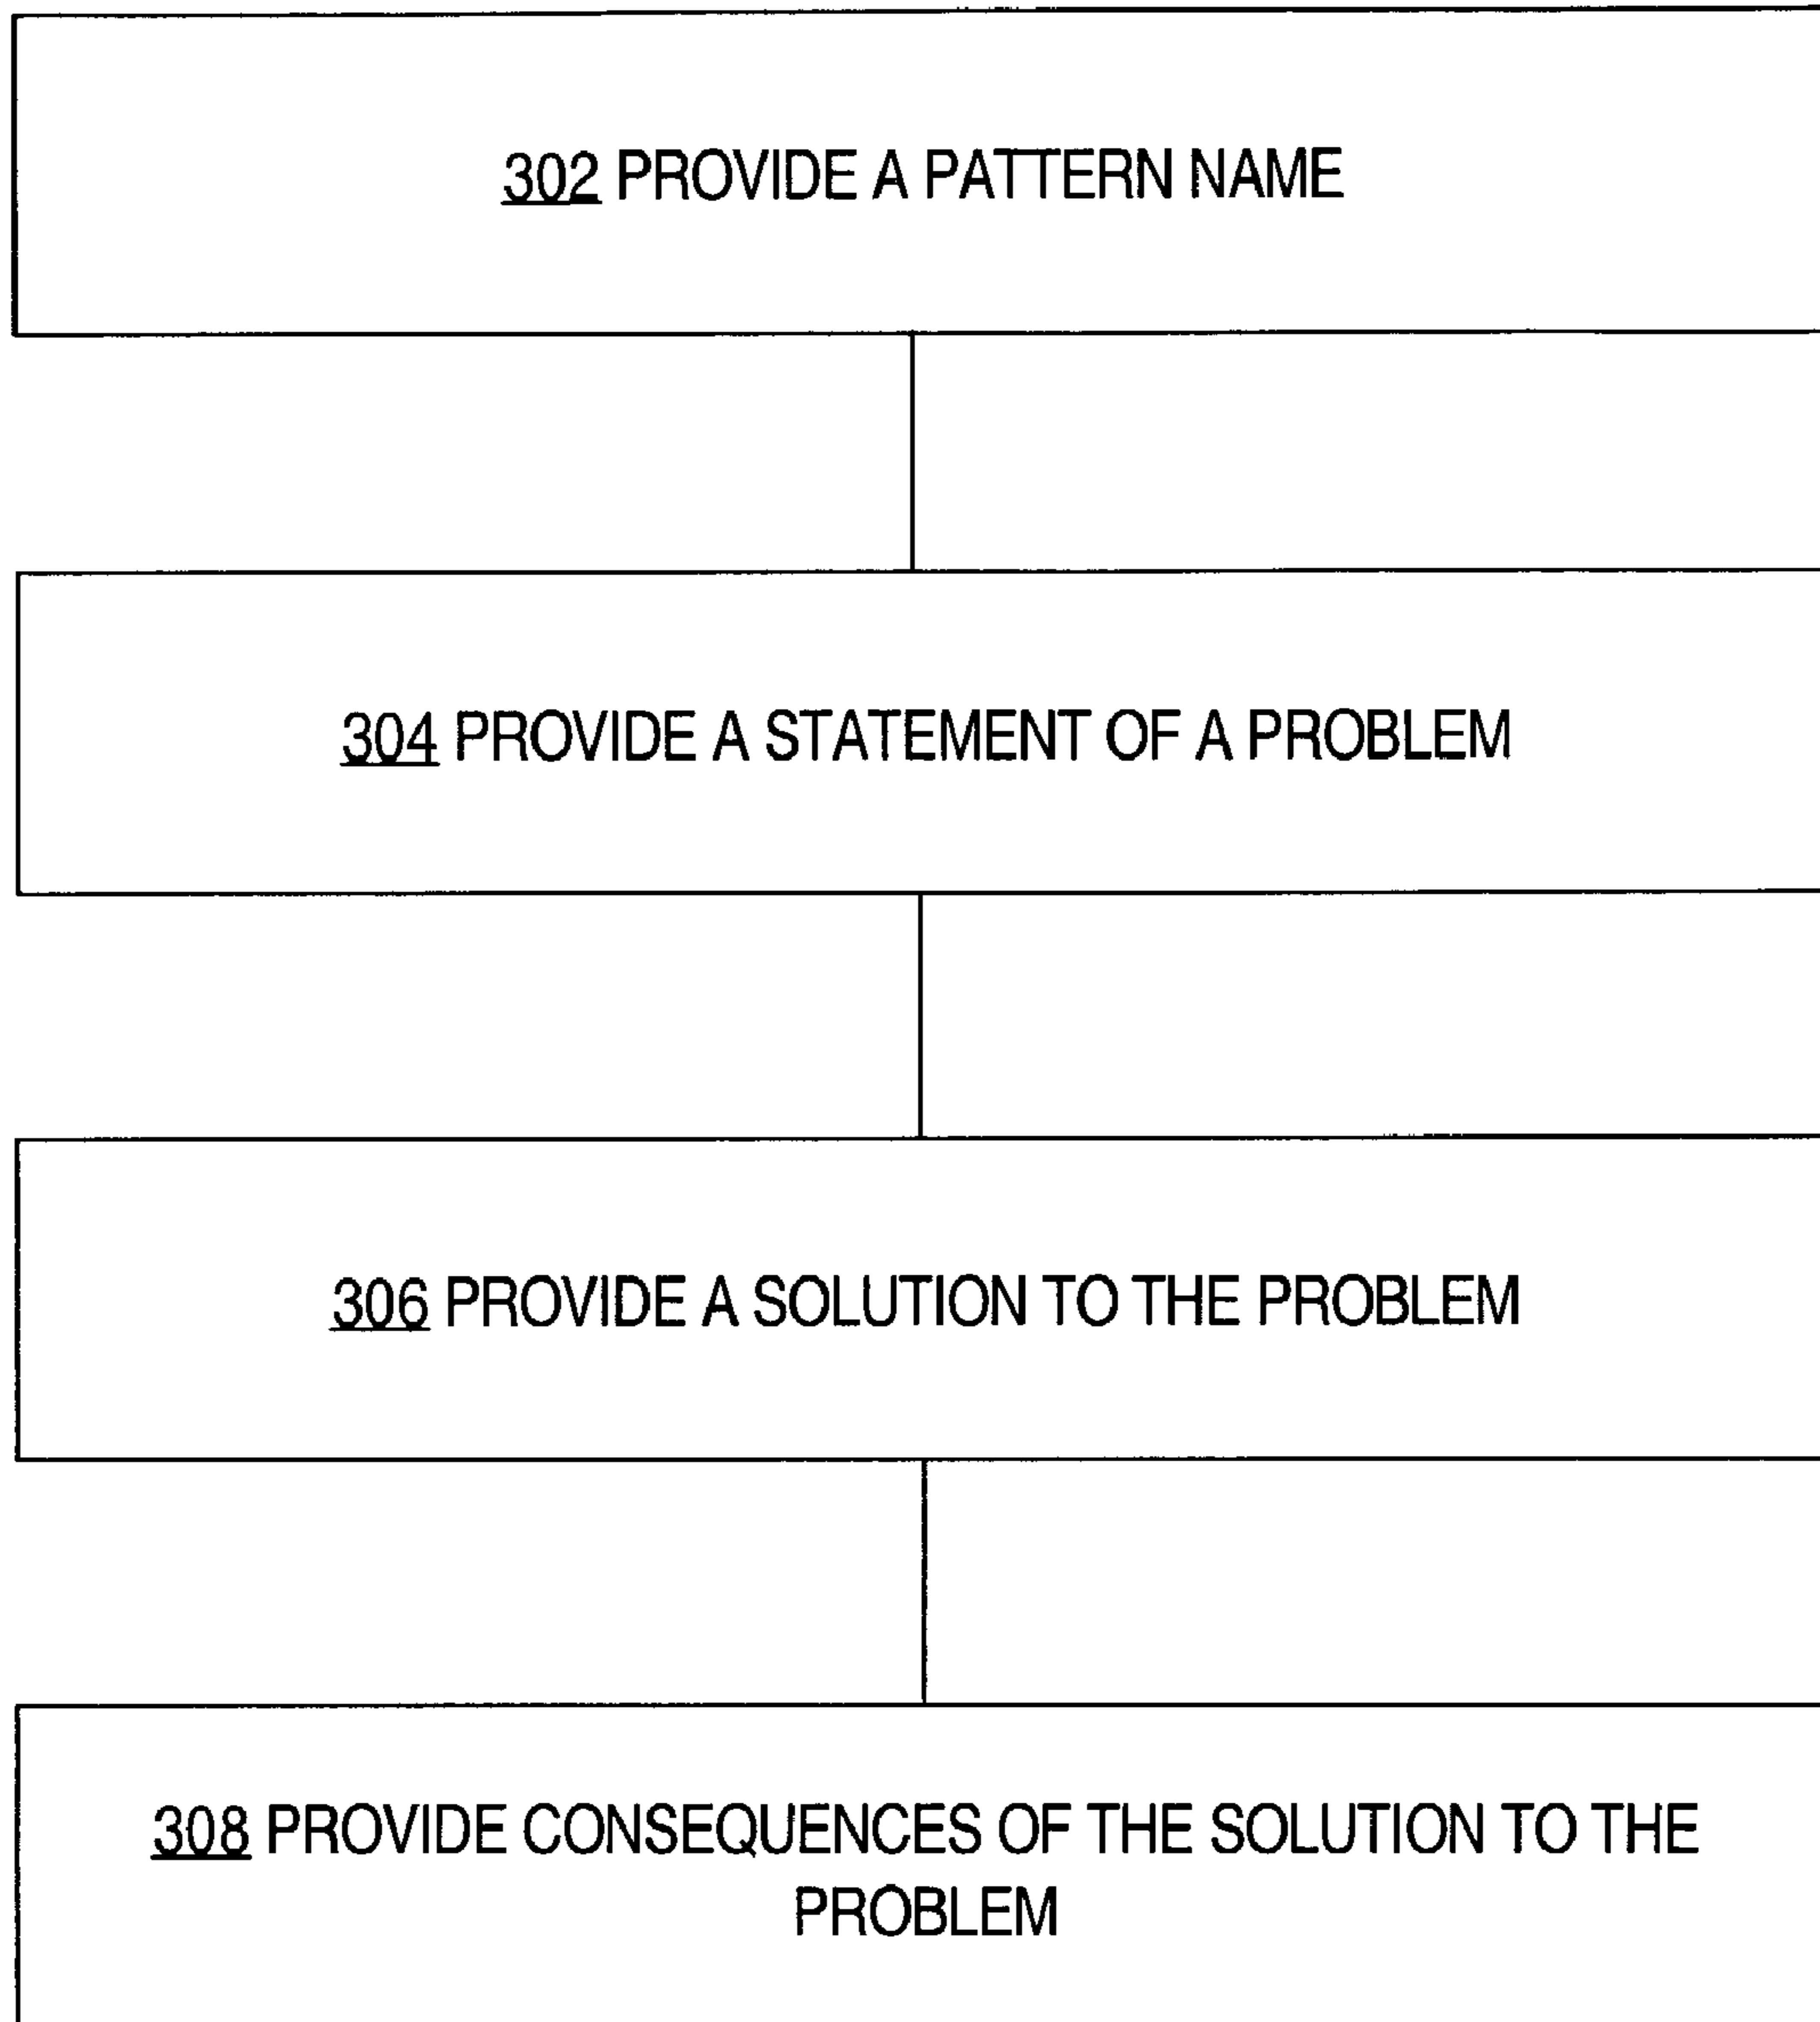 302 PROVIDE A PATTERN NAME
304 PROVIDE A STATEMENT OF A PROBLEM
306 PROVIDE A SOLUTION TO THE PROBLEM
308 PROVIDE CONSEQUENCES OF THE SOLUTION TO THE
PROBLEM